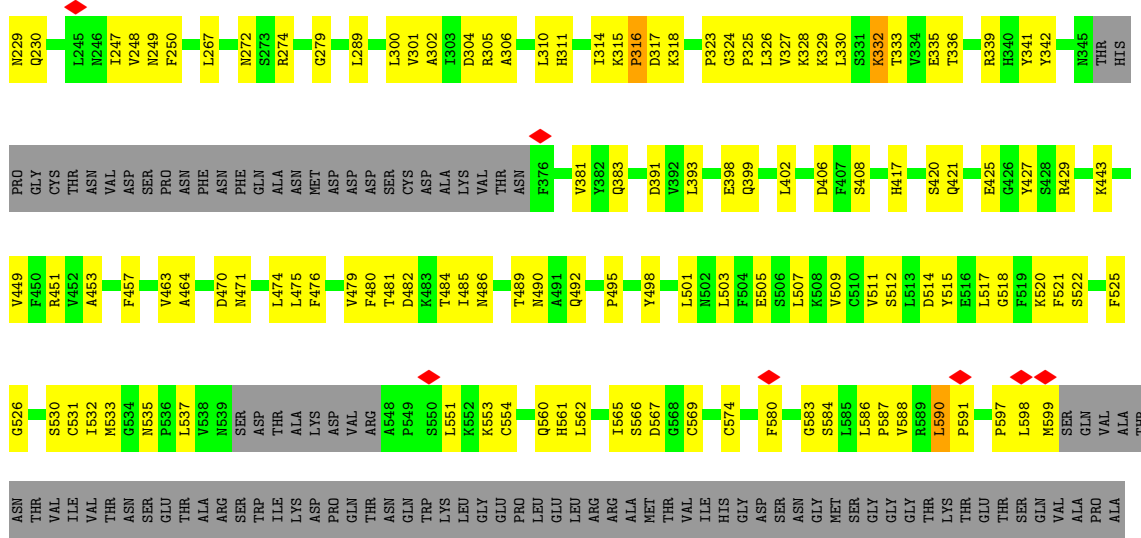 N229 Q230 L245 N246 I247 V248 N249 F250 L267 N272 S273 R274 G279 L289 L300 V301 A302 I303 D304 R305 A306 L310 H311 I314 K315 P316 D317 K318 P323 G324 P325 L326 V327 K328 K329 L330 S331 K332 T333 V334 E335 T336 R339 H340 Y341 Y342 N345 THR HIS
PRO GLY CYS THR ASN VAL ASP SER PRO ASN PHE ASN PHE GLN ALA ASN MET ASP ASP ASP SER CYS ASP ALA LYS VAL THR ASN F376 V381 Y382 Q383 D391 V392 L393 E398 Q399 L402 D406 F407 S408 H417 S420 Q421 E425 G426 Y427 S428 R429 K443
V449 F450 R451 V452 A453 F457 V463 A464 D470 N471 L474 L475 F476 V479 F480 T481 D482 K483 T484 I485 N486 T489 N490 A491 Q492 P495 Y498 L501 N502 L503 F504 E505 S506 L507 K508 V509 C510 V511 S512 L513 D514 Y515 E516 L517 G518 F519 K520 F521 S522 F525
G526 S530 C531 I532 M533 G534 N535 P536 L537 V538 N539 SER ASP THR ALA LYS ASP VAL ARG A548 P549 S550 L551 K552 K553 C554 Q560 H561 L562 I565 S566 D567 G568 C569 C574 F580 G583 S584 L585 L586 P587 V588 R589 L590 P591 P597 L598 M599 SER GLN VAL ALA THR
ASN THR VAL ILE VAL THR ASN SER GLU THR ALA ARG SER TRP ILE LYS ASP PRO GLN THR ASN GLN TRP LYS LEU GLY GLU PRO LEU GLU LEU ARG ARG ALA MET THR VAL ILE HIS GLY ASP SER ASN GLY MET SER GLY GLY GLY THR LYS THR GLU THR SER GLN VAL ALA PRO ALA